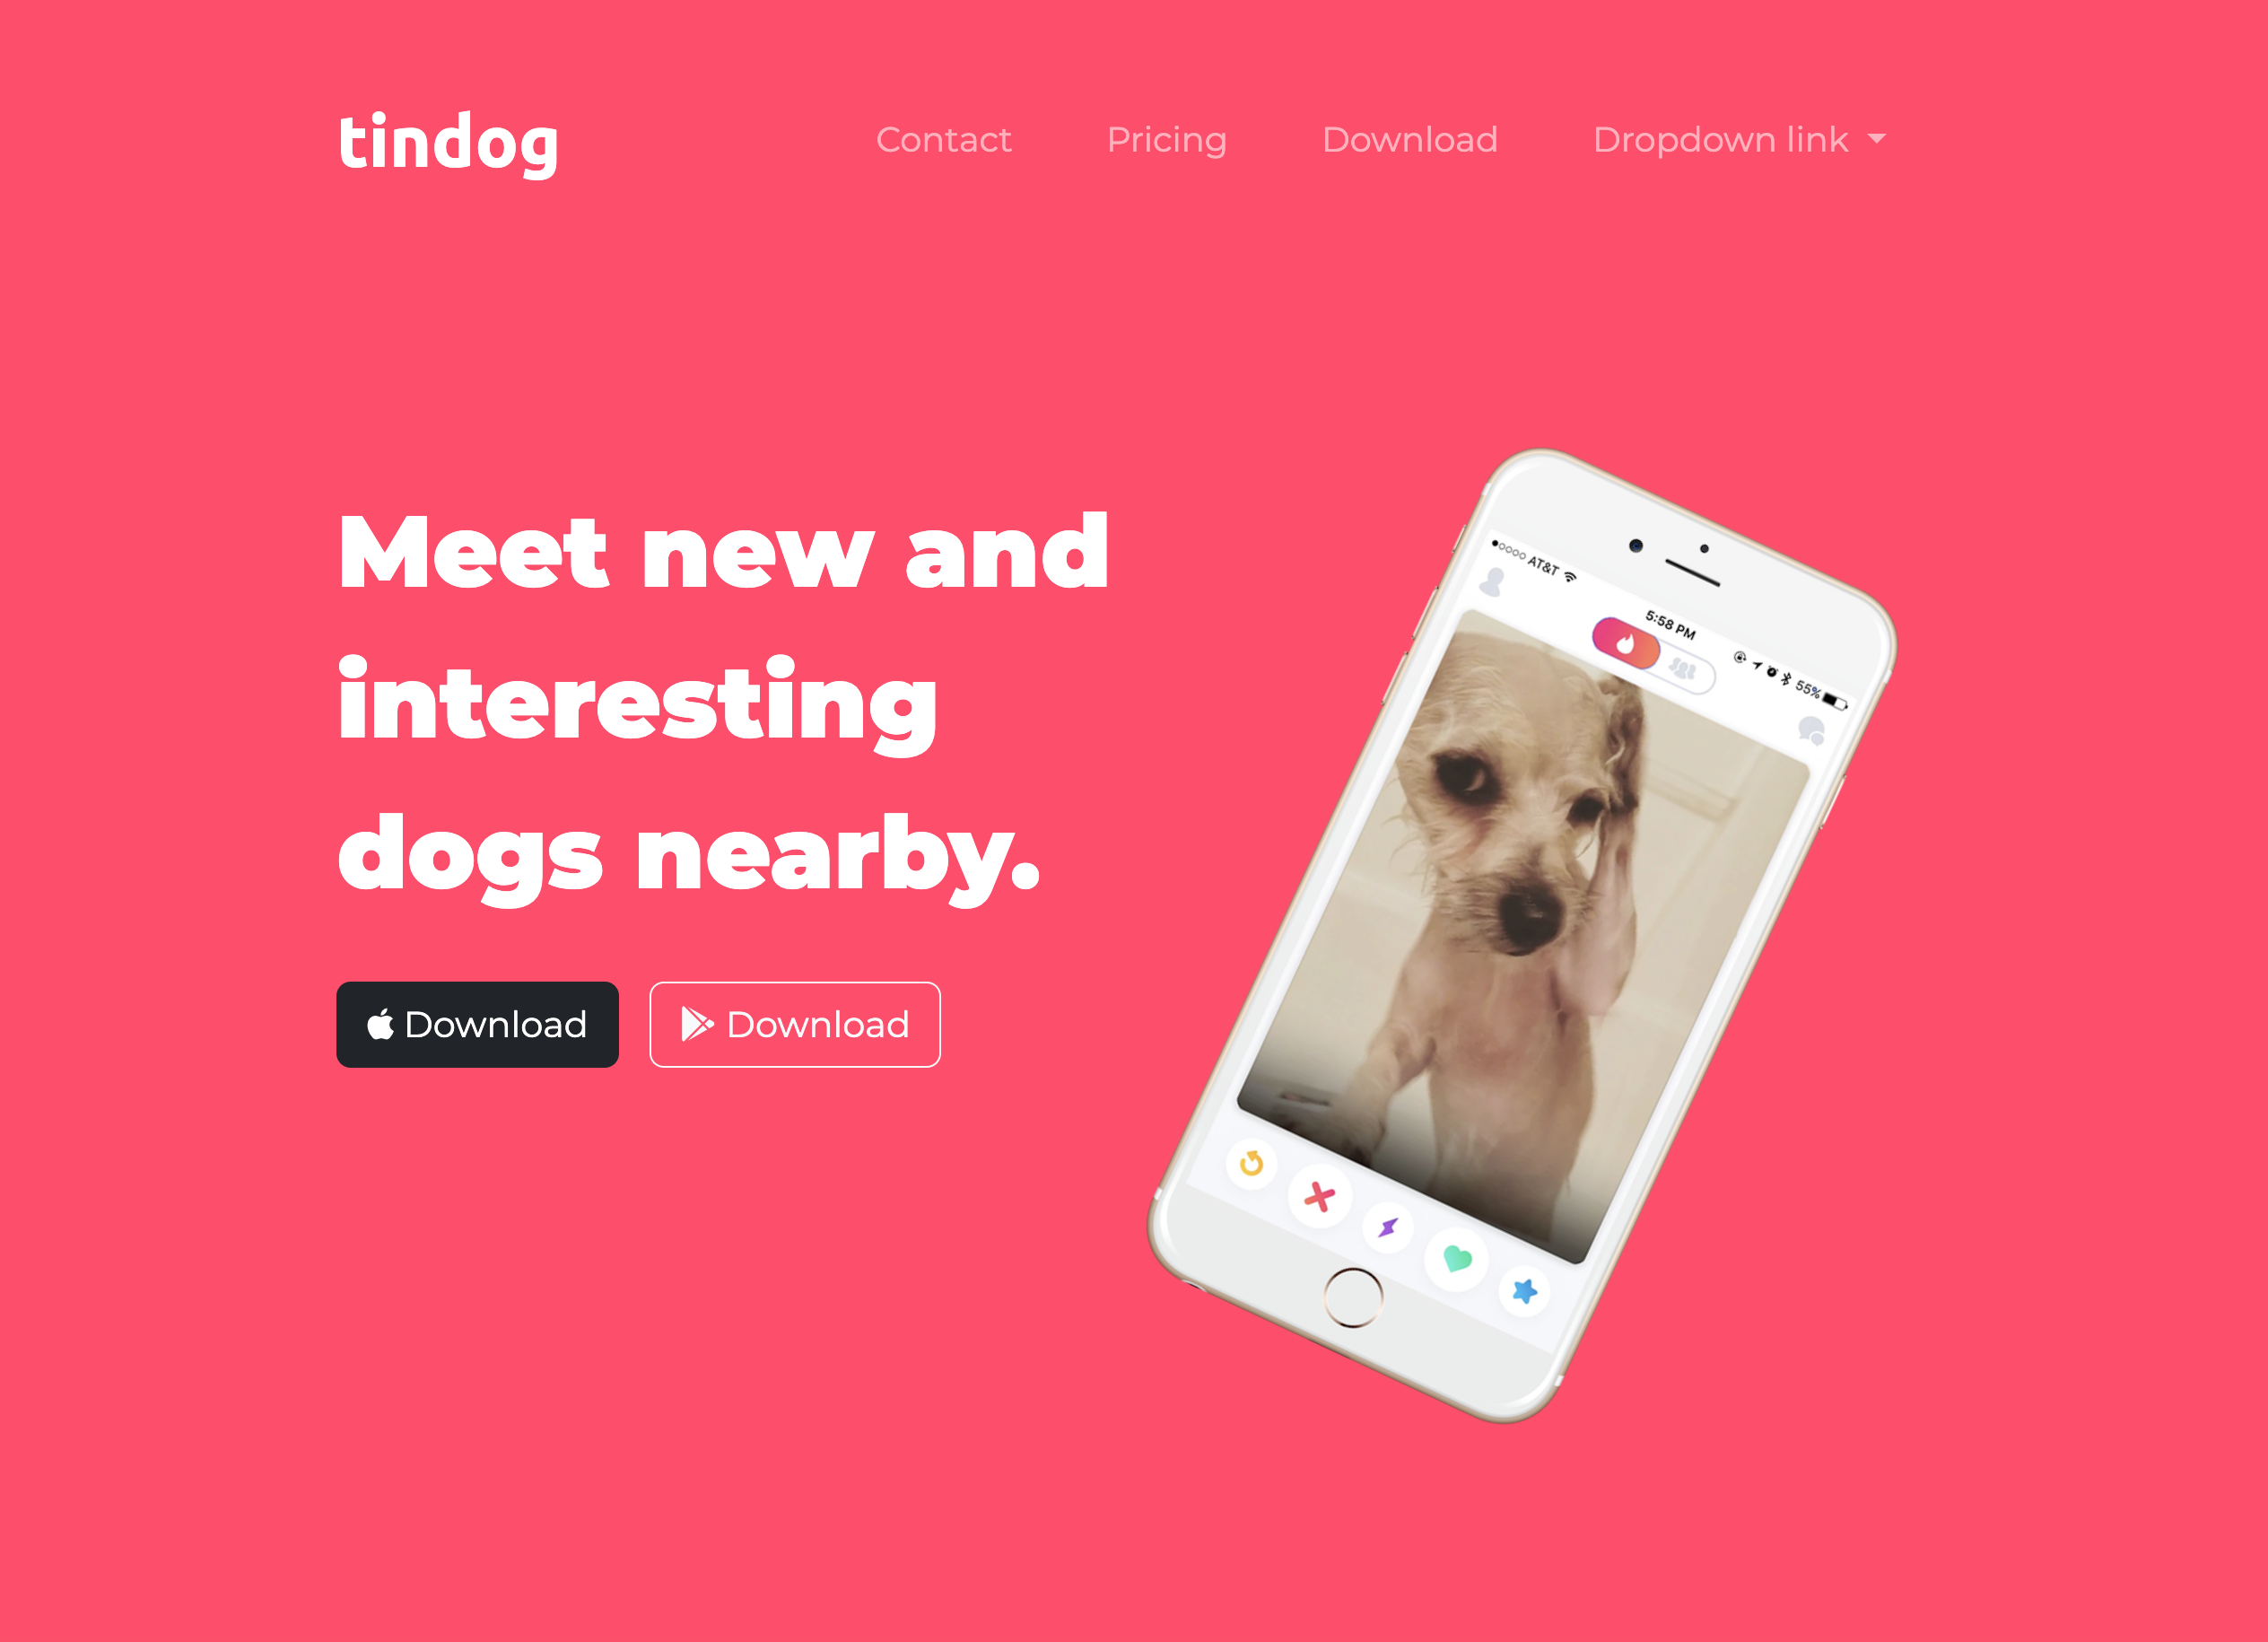 tindog
Contact Pricing Download Dropdown link
Meet new and
interesting
dogs nearby.
Download Download
AT&T
5:58 PM
55%